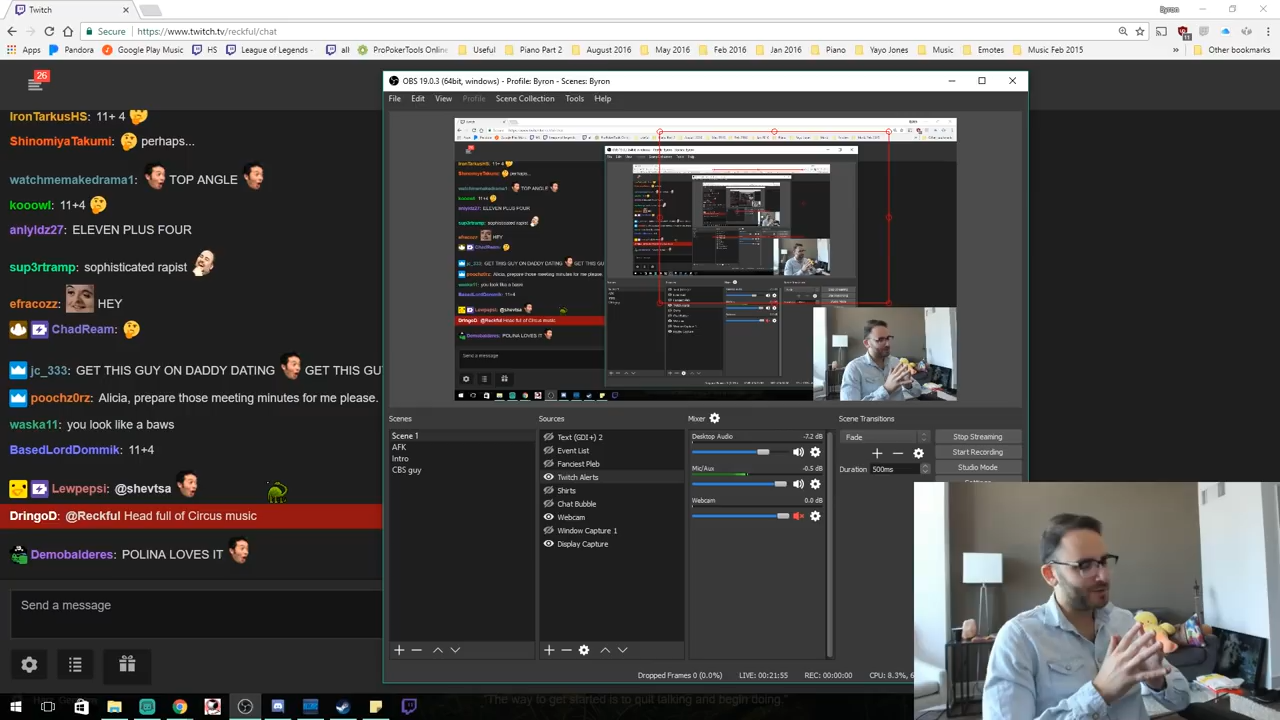 Twitch
Byron
Secure
https://www.twitch.tv/reckful/chat
Apps
Pandora
Google Play Music
HS
League of Legends -
all
ProPokerTools Online
Useful
Piano Part 2
August 2016
May 2016
Feb 2016
Jan 2016
Piano
Yayo Jones
Music
Emotes
Music Feb 2015
»
Other bookmarks
26
IronTarkusHS: 11+4
TOP ANGLE
11+4
ELEVEN PLUS FOUR
sup3rtramp: sophisticated rapist
efracozz: HEY
ChadReam:
jc_333: GET THIS GUY ON DADDY DATING GET THIS GU
poochz0rz: Alicia, prepare those meeting minutes for me please.
waska11: you look like a bams
BasedLordDommik: 11+4
Lewpepsi: @shevtsa
DringoD: @Reckful Head full of Circus music
Demobalderes: POLINA LOVES IT
Send a message
OBS 19.0.3 (64bit, windows) - Profile: Byron - Scenes: Byron
File
Edit
View
Profile
Scene Collection
Tools
Help
Scenes
Scene 1
AFK
Intro
CBS guy
Sources
Text (GDI+) 2
Event List
Fanciest Pleb
Twitch Alerts
Shirts
Chat Bubble
Webcam
Window Capture 1
Display Capture
Mixer
Desktop Audio
-7.2 dB
Mic/Aux
-0.5 dB
Webcam
0.0 dB
Scene Transitions
Fade
Duration
500ms
Stop Streaming
Start Recording
Studio Mode
Dropped Frames 0 (0.0%)
LIVE: 00:21:55
REC: 00:00:00
CPU: 8.3%, 6
"The way to get started is to quit talking and begin doing."